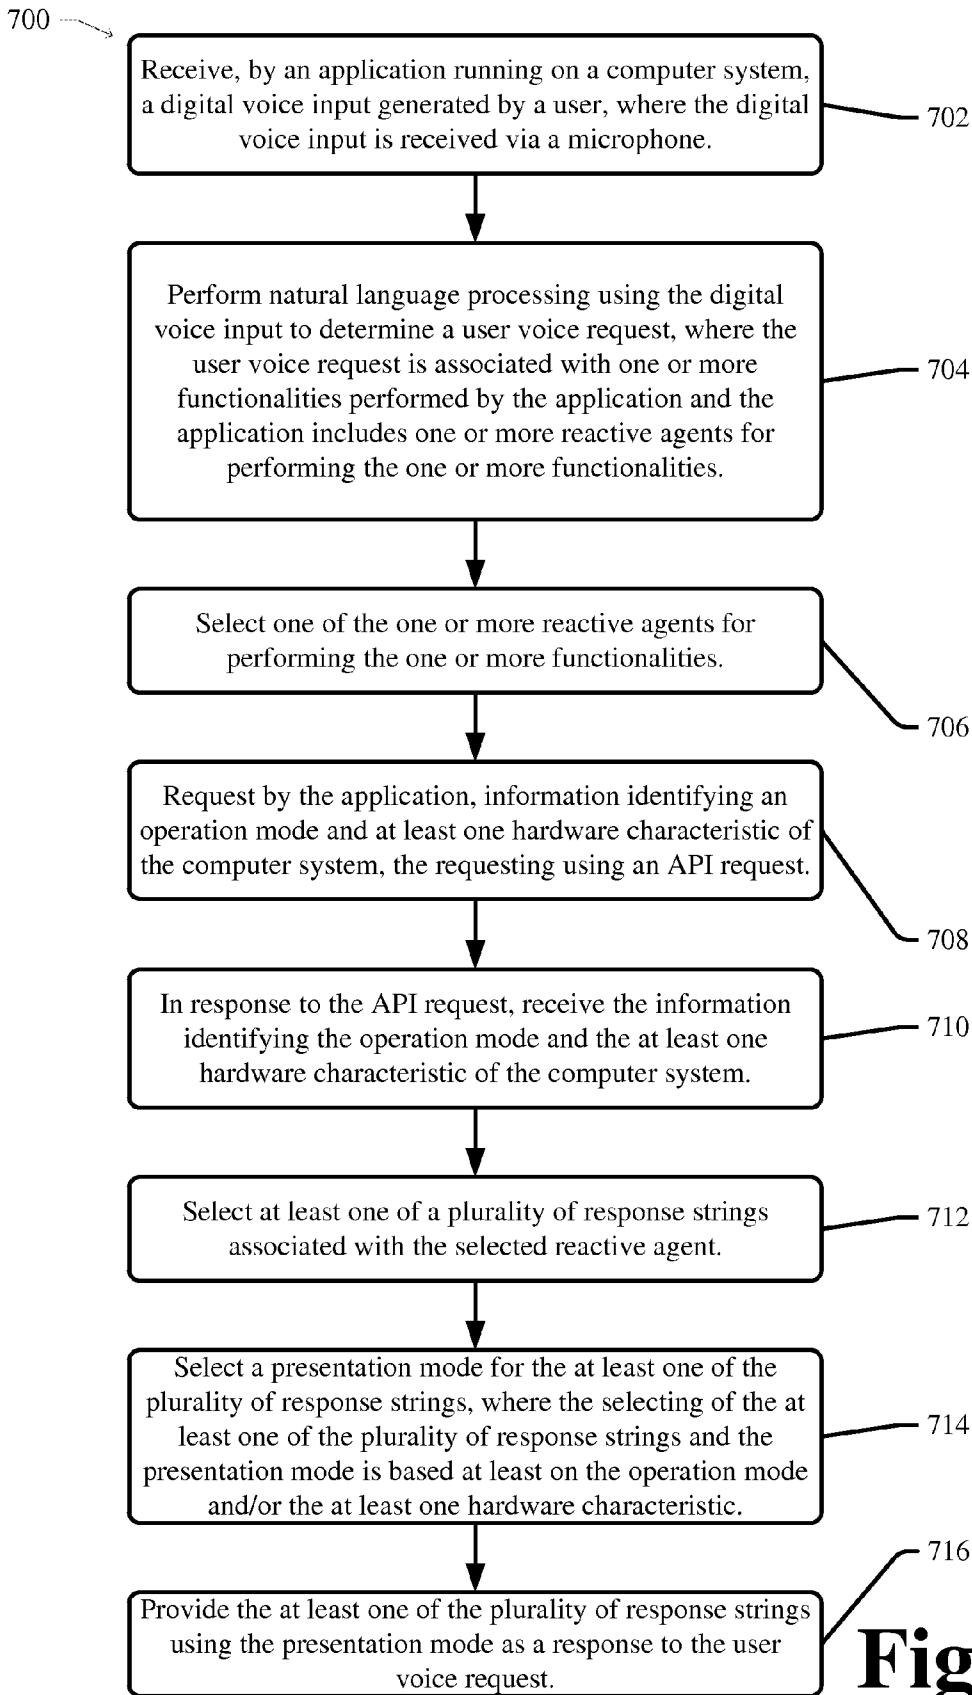 700
Receive, by an application running on a computer system,
a digital voice input generated by a user, where the digital
voice input is received via a microphone.
702
Perform natural language processing using the digital
voice input to determine a user voice request, where the
user voice request is associated with one or more
functionalities performed by the application and the
application includes one or more reactive agents for
performing the one or more functionalities.
704
Select one of the one or more reactive agents for
performing the one or more functionalities.
706
Request by the application, information identifying an
operation mode and at least one hardware characteristic of
the computer system, the requesting using an API request.
708
In response to the API request, receive the information
identifying the operation mode and the at least one
hardware characteristic of the computer system.
710
Select at least one of a plurality of response strings
associated with the selected reactive agent.
712
Select a presentation mode for the at least one of the
plurality of response strings, where the selecting of the at
least one of the plurality of response strings and the
presentation mode is based at least on the operation mode
and/or the at least one hardware characteristic.
714
Provide the at least one of the plurality of response strings
using the presentation mode as a response to the user
voice request.
716
Fig